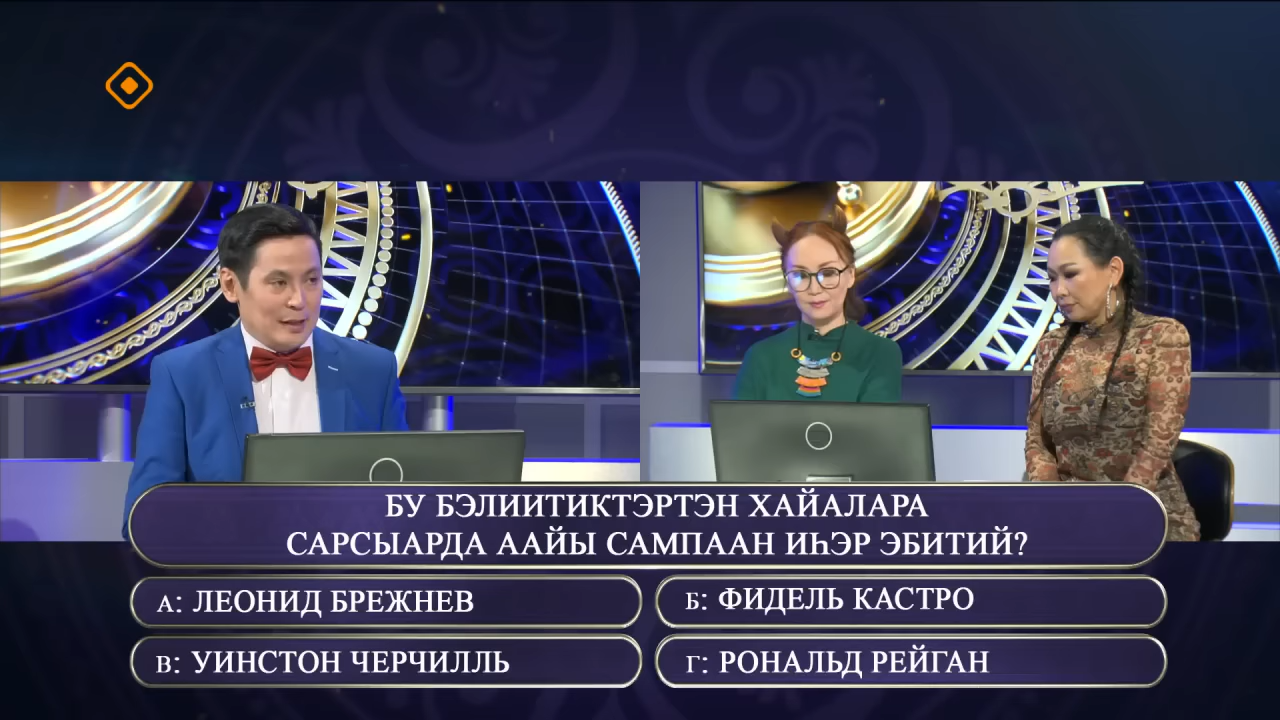 БУ БЭЛИИТИКТЭРТЭН ХАЙАЛАРА
САРСЫАРДА ААЙЫ САМПААН ИҺЭР ЭБИТИЙ?
А: ЛЕОНИД БРЕЖНЕВ
Б: ФИДЕЛЬ КАСТРО
В: УИНСТОН ЧЕРЧИЛЛЬ
Г: РОНАЛЬД РЕЙГАН